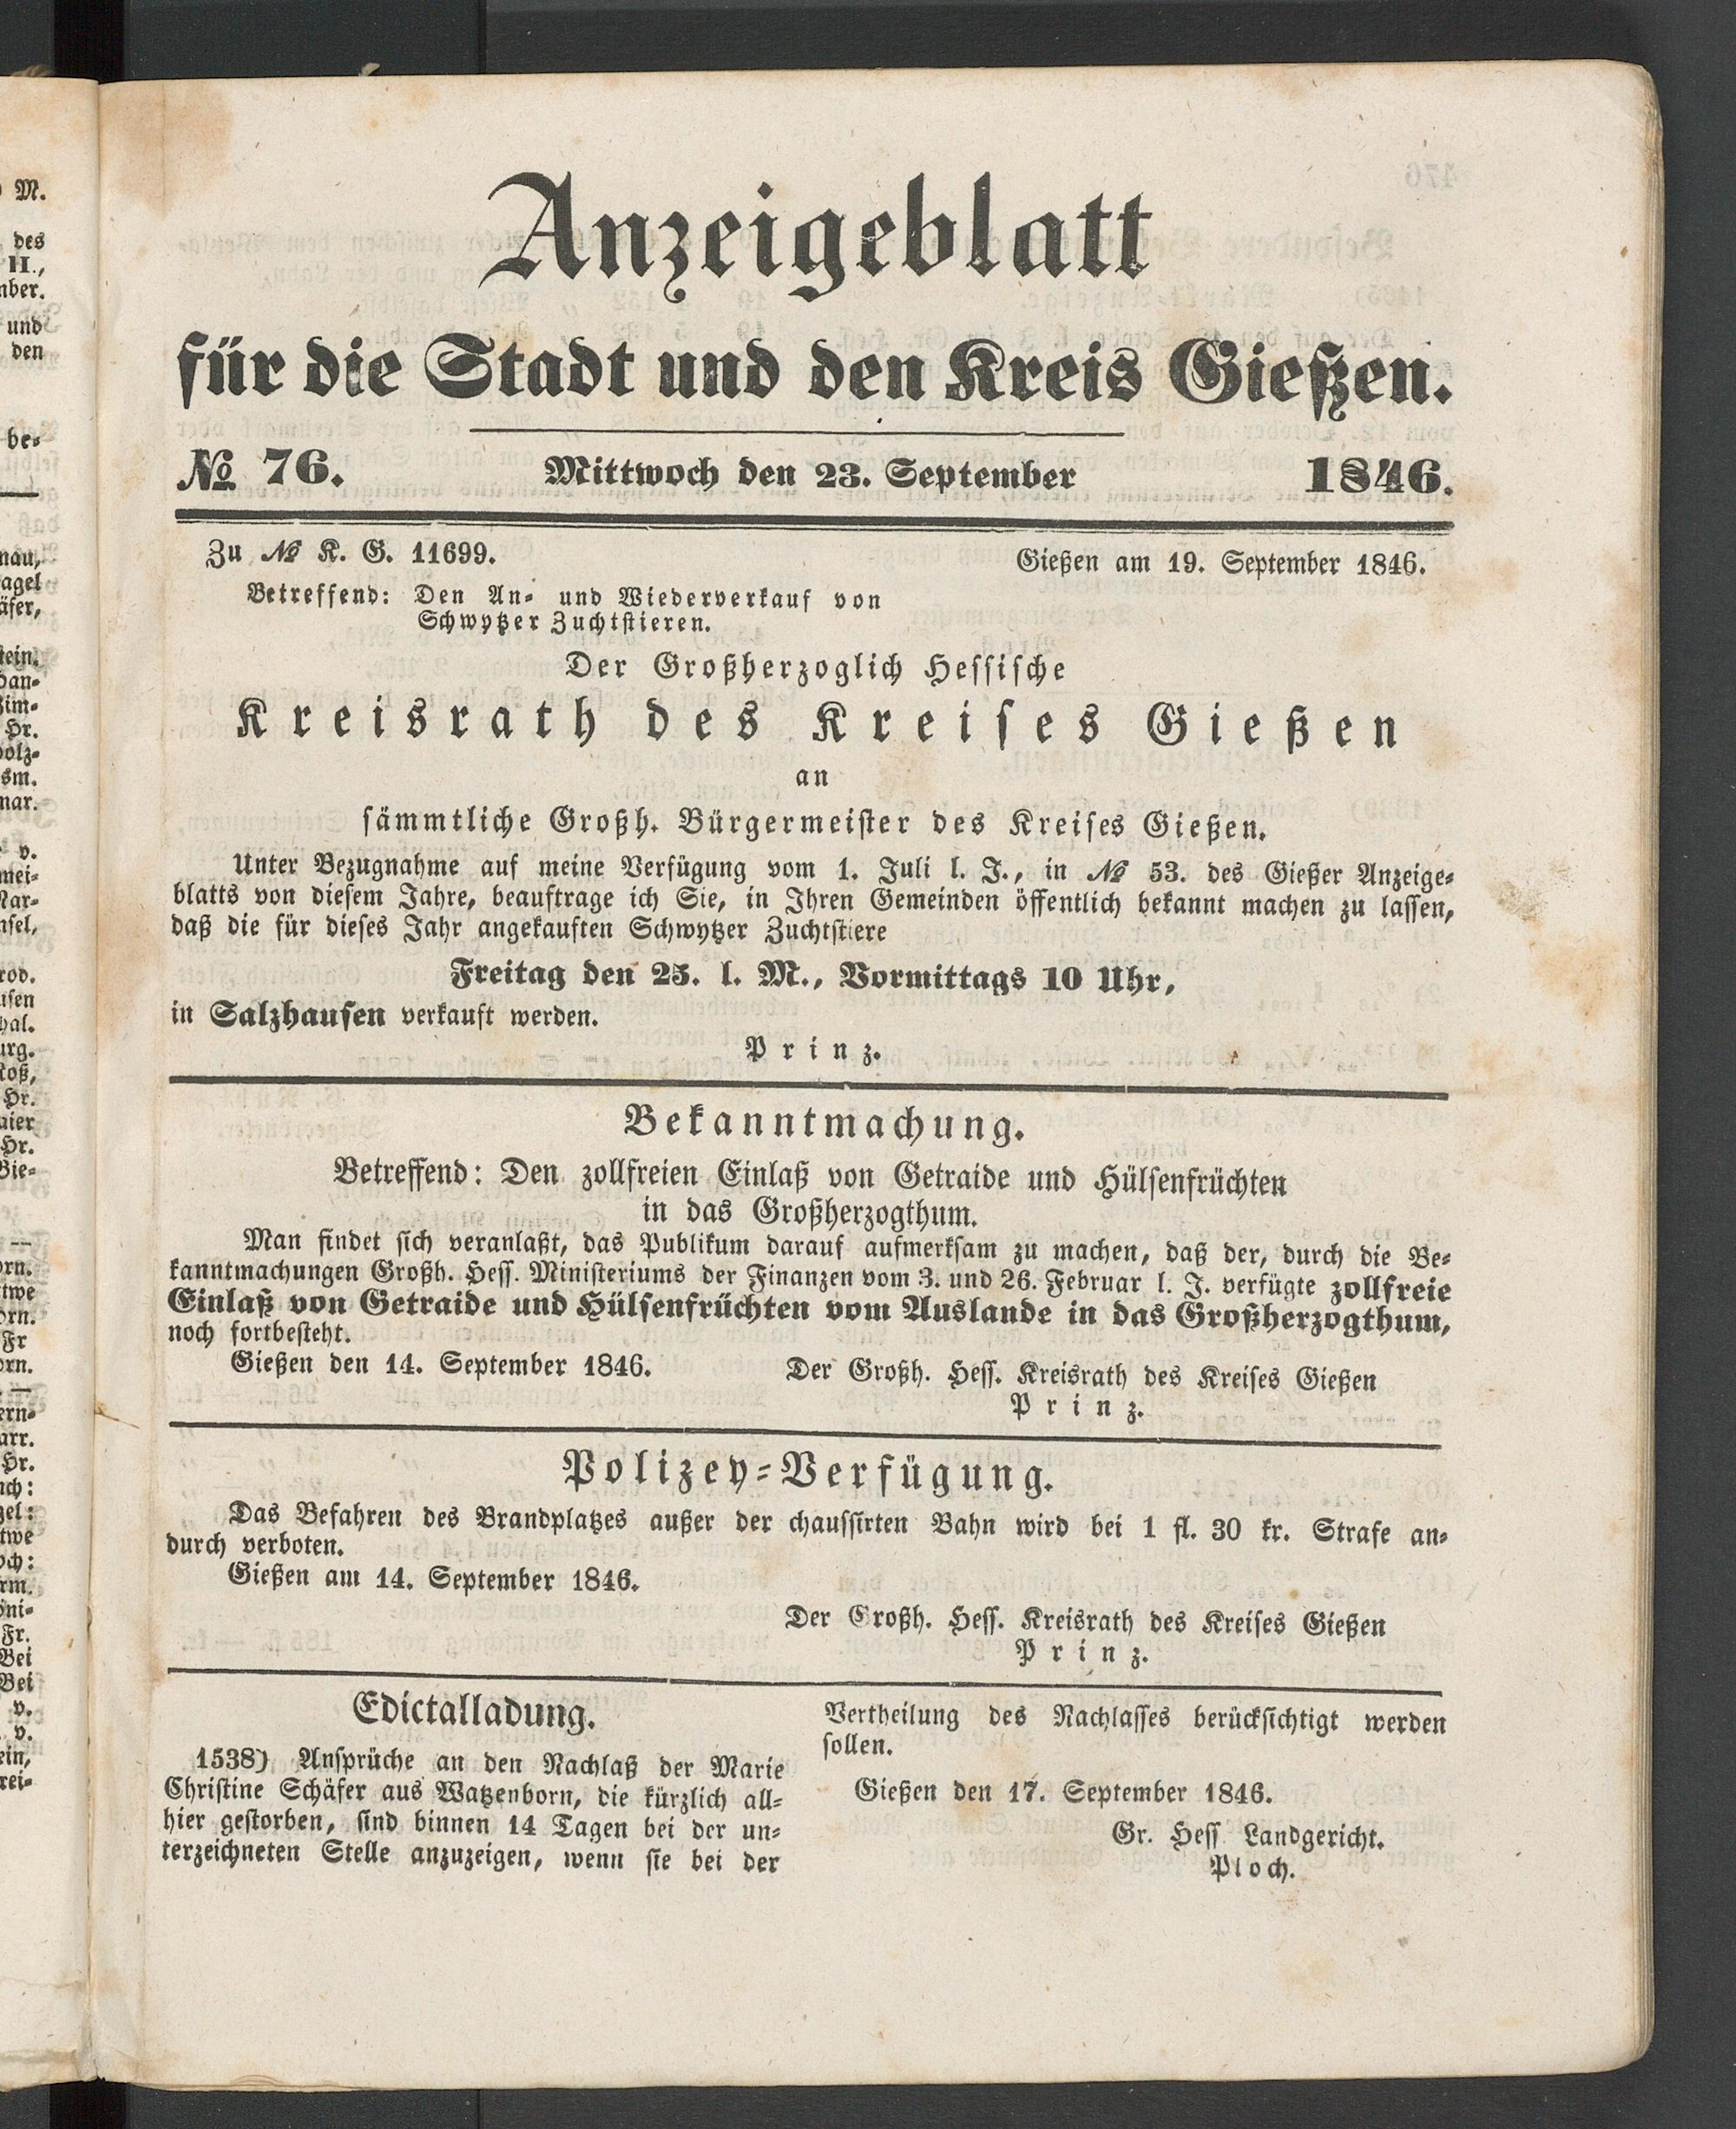 Anzeigeblatt
für die Stadt und den Kreis Gießen.
№ 76. Mittwoch den 23. September 1846.
Zu № K. G. 11699. Gießen am 19. September 1846.
Betreffend: Den An- und Wiederverkauf von
Schwytzer Zuchtstieren.
Der Großherzoglich Hessische
Kreisrath des Kreises Gießen
an
sämmtliche Großh. Bürgermeister des Kreises Gießen.
Unter Bezugnahme auf meine Verfügung vom 1. Juli l. J., in № 53. des Gießer Anzeige-
blatts von diesem Jahre, beauftrage ich Sie, in Ihren Gemeinden öffentlich bekannt machen zu lassen,
daß die für dieses Jahr angekauften Schwytzer Zuchtstiere
Freitag den 25. l. M., Vormittags 10 Uhr,
in Salzhausen verkauft werden.
Prinz.
Bekanntmachung.
Betreffend: Den zollfreien Einlaß von Getraide und Hülsenfrüchten
in das Großherzogthum.
Man findet sich veranlaßt, das Publikum darauf aufmerksam zu machen, daß der, durch die Be-
kanntmachungen Großh. Hess. Ministeriums der Finanzen vom 3. und 26. Februar l. J. verfügte zollfreie
Einlaß von Getraide und Hülsenfrüchten vom Auslande in das Großherzogthum,
noch fortbesteht.
Gießen den 14. September 1846. Der Großh. Hess. Kreisrath des Kreises Gießen
Prinz.
Polizey-Verfügung.
Das Befahren des Brandplatzes außer der chaussirten Bahn wird bei 1 fl. 30 kr. Strafe an-
durch verboten.
Gießen am 14. September 1846.
Der Großh. Hess. Kreisrath des Kreises Gießen
Prinz.
Edictalladung.
1538) Ansprüche an den Nachlaß der Marie
Christine Schäfer aus Watzenborn, die kürzlich all-
hier gestorben, sind binnen 14 Tagen bei der un-
terzeichneten Stelle anzuzeigen, wenn sie bei der
Vertheilung des Nachlasses berücksichtigt werden
sollen.
Gießen den 17. September 1846.
Gr. Hess Landgericht.
Ploch.